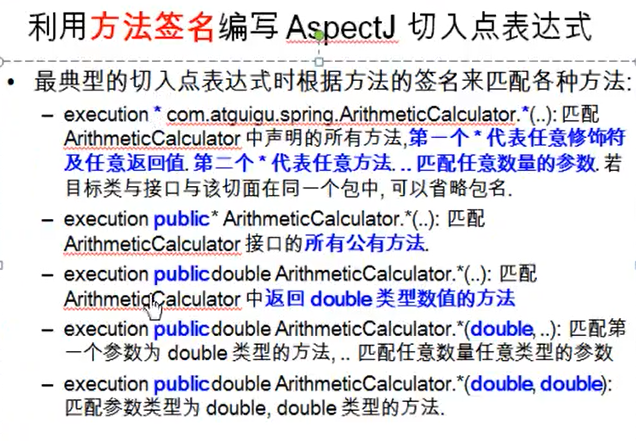 利用方法签名编写 AspectJ 切入点表达式
• 最典型的切入点表达式时根据方法的签名来匹配各种方法:
– execution * com.atguigu.spring.ArithmeticCalculator.*(..): 匹配
ArithmeticCalculator 中声明的所有方法,第一个 * 代表任意修饰符
及任意返回值. 第二个 * 代表任意方法. .. 匹配任意数量的参数. 若
目标类与接口与该切面在同一个包中, 可以省略包名.
– execution public * ArithmeticCalculator.*(..): 匹配
ArithmeticCalculator 接口的所有公有方法.
– execution public double ArithmeticCalculator.*(..): 匹配
ArithmeticCalculator 中返回 double 类型数值的方法
– execution public double ArithmeticCalculator.*(double, ..): 匹配第
一个参数为 double 类型的方法, .. 匹配任意数量任意类型的参数
– execution public double ArithmeticCalculator.*(double, double):
匹配参数类型为 double, double 类型的方法.